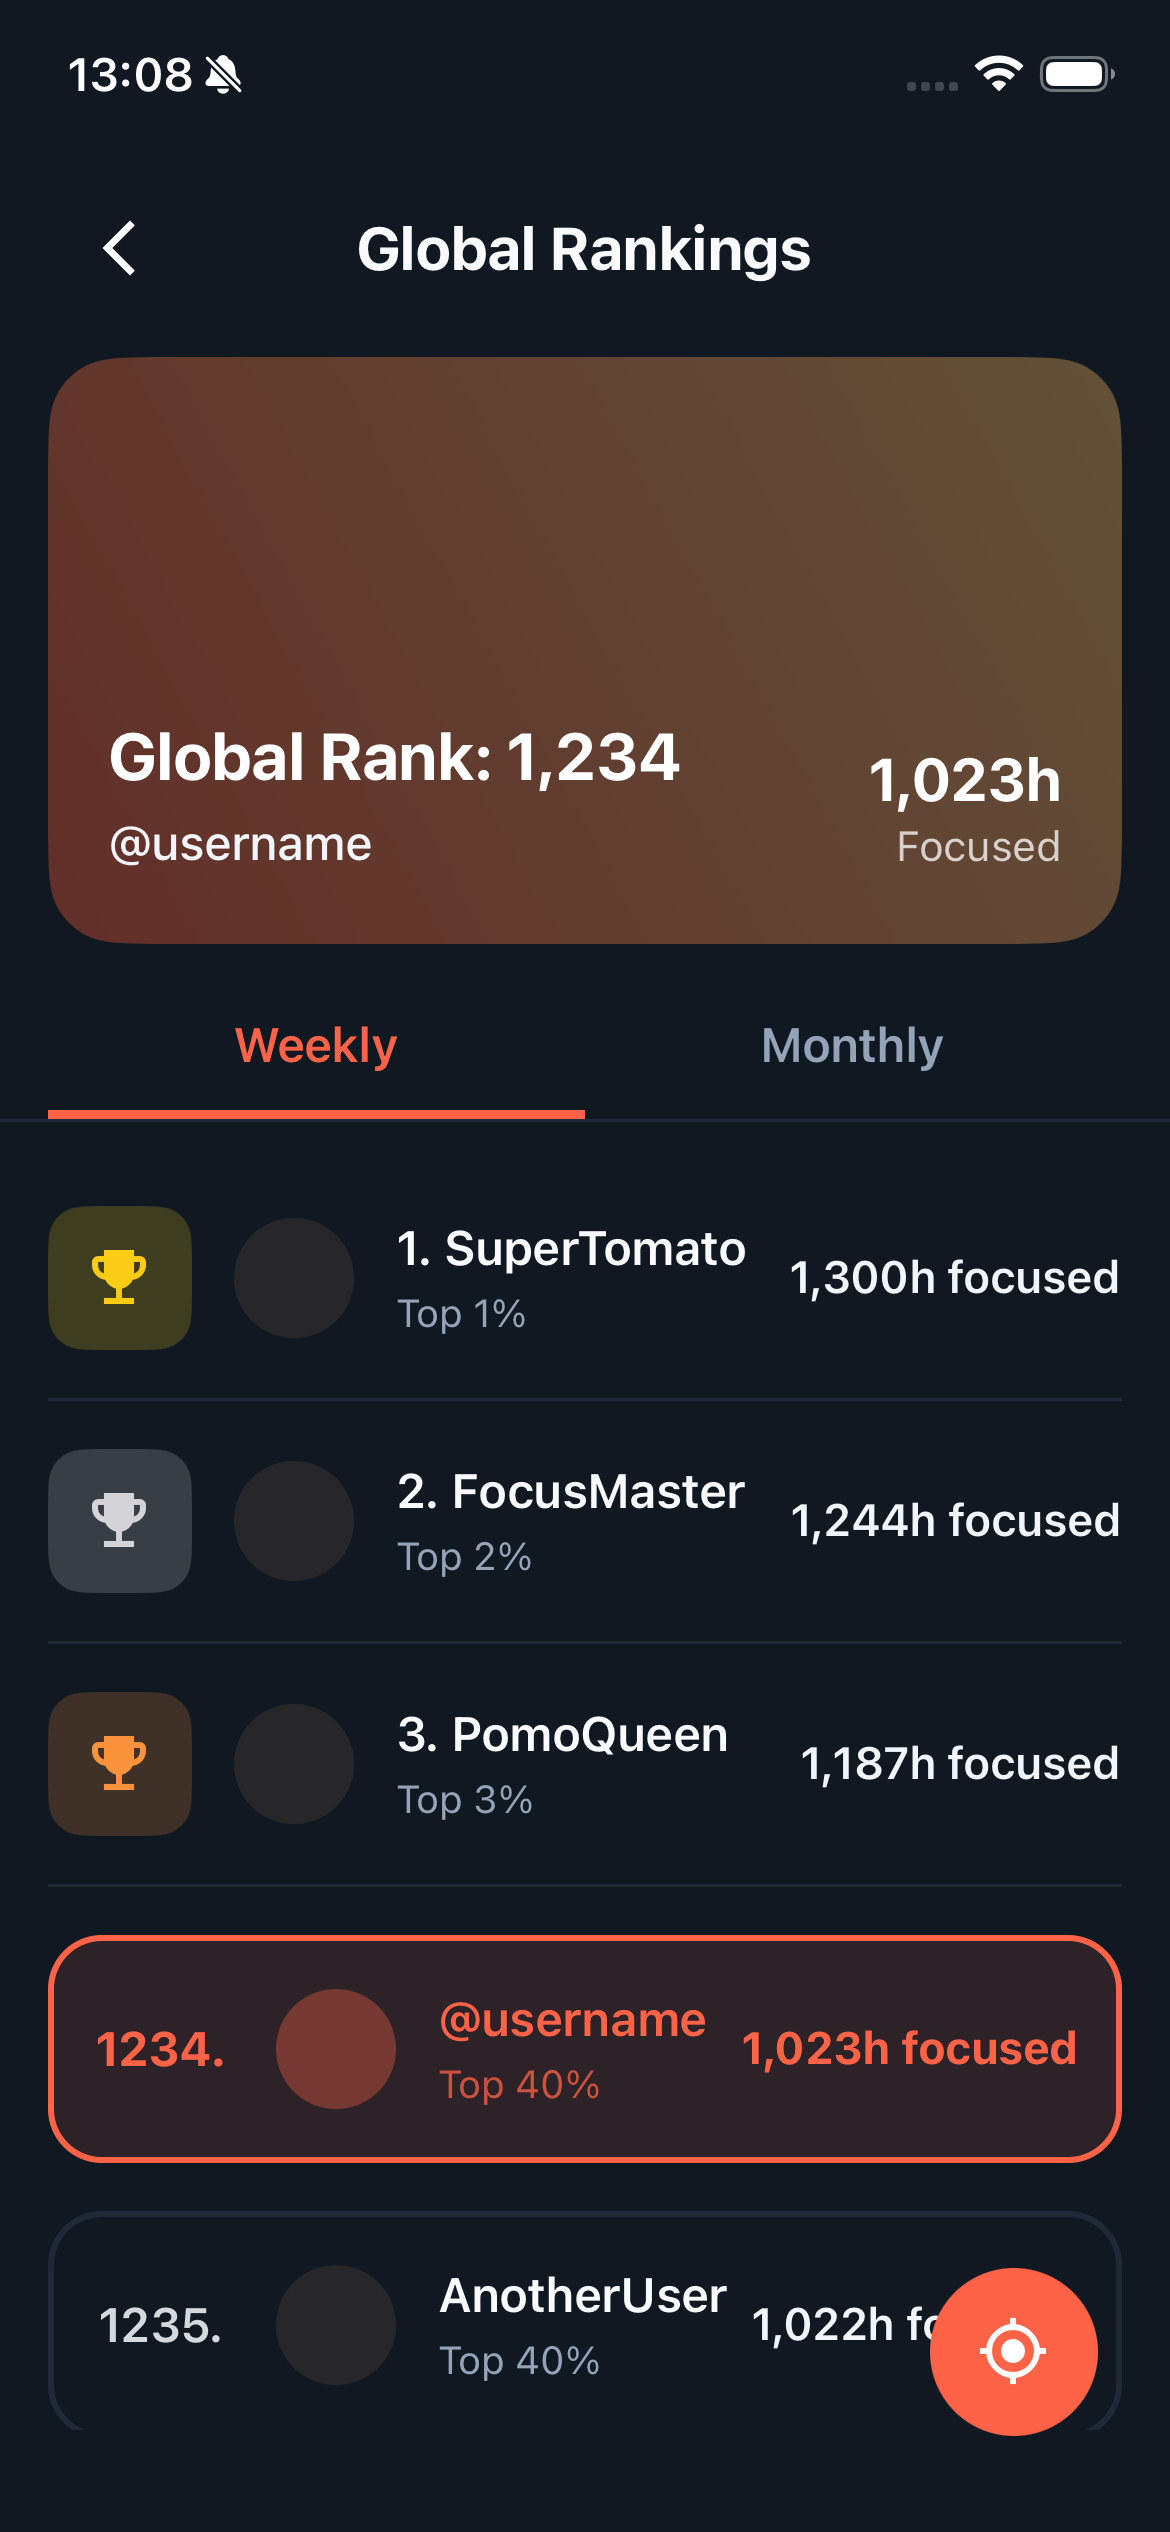 13:08
Global Rankings
Global Rank: 1,234
@username
1,023h
Focused
Weekly
Monthly
1. SuperTomato
Top 1%
1,300h focused
2. FocusMaster
Top 2%
1,244h focused
3. PomoQueen
Top 3%
1,187h focused
1234.
@username
Top 40%
1,023h focused
1235.
AnotherUser
Top 40%
1,022h